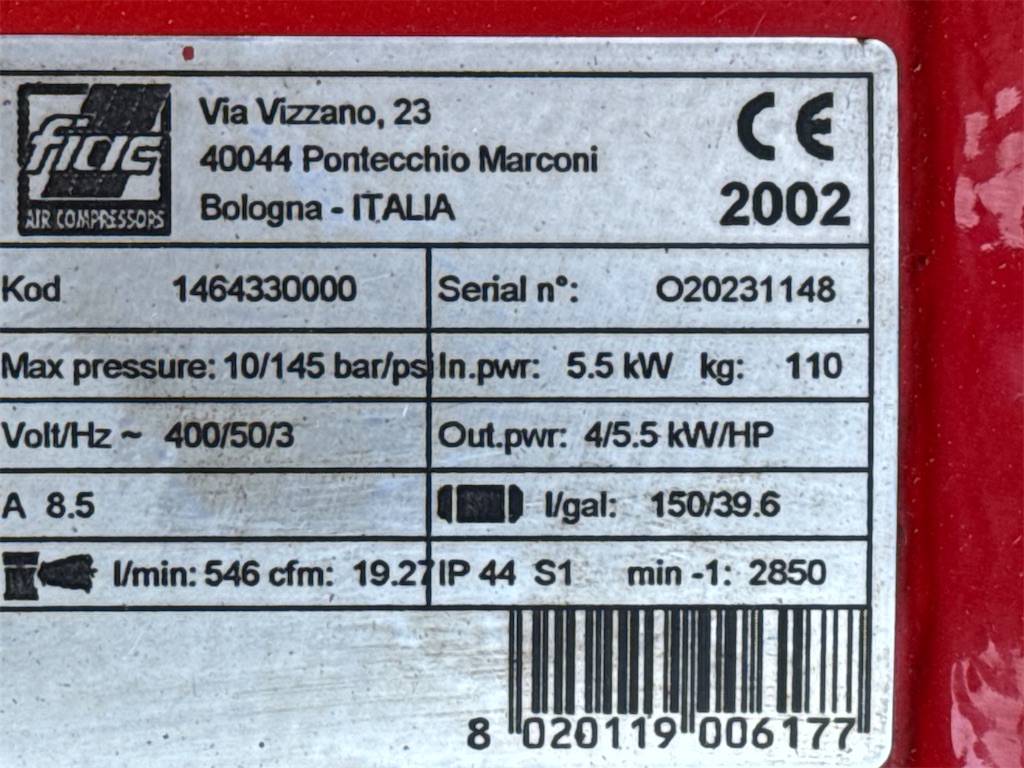 fiac
AIR COMPRESSORS
Via Vizzano, 23
40044 Pontecchio Marconi
Bologna - ITALIA
CE
2002
Kod 1464330000 Serial n°: O20231148
Max pressure: 10/145 bar/psi In.pwr: 5.5 kW kg: 110
Volt/Hz ~ 400/50/3 Out.pwr: 4/5.5 kW/HP
A 8.5 l/gal: 150/39.6
l/min: 546 cfm: 19.27 IP 44 S1 min -1: 2850
8 020119 006177